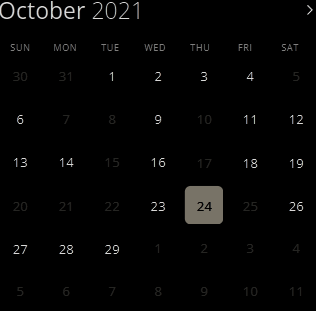 October 2021
SUN MON TUE WED THU FRI SAT
30 31 1 2 3 4 5
6 7 8 9 10 11 12
13 14 15 16 17 18 19
20 21 22 23 24 25 26
27 28 29 1 2 3 4
5 6 7 8 9 10 11